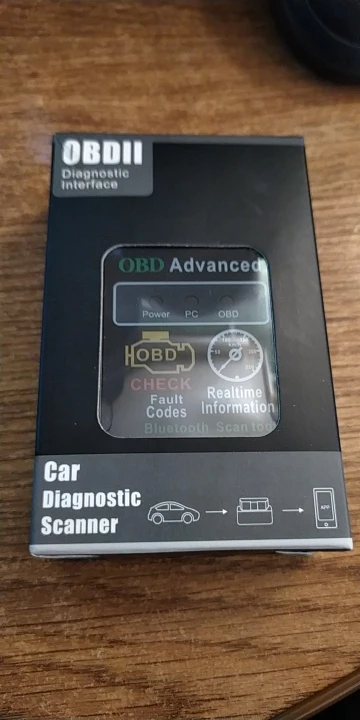 OBDII
Diagnostic
Interface
OBD Advanced
Power PC OBD
OBD
CHECK
Fault
Codes
Realtime
Information
Bluetooth Scan tool
Car
Diagnostic
Scanner
APP